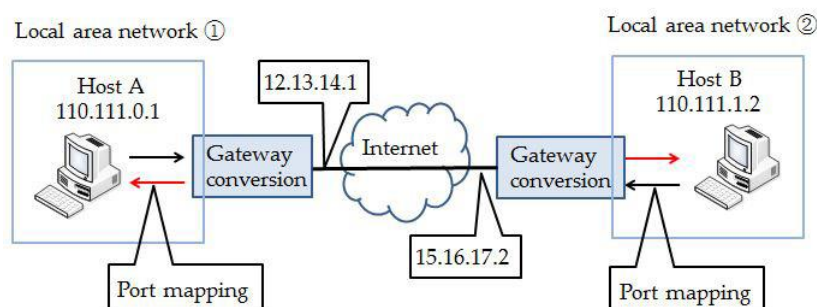 Local area network ①
Local area network ②
Host A
110.111.0.1
12.13.14.1
Host B
110.111.1.2
Gateway
conversion
Internet
Gateway
conversion
15.16.17.2
Port mapping
Port mapping